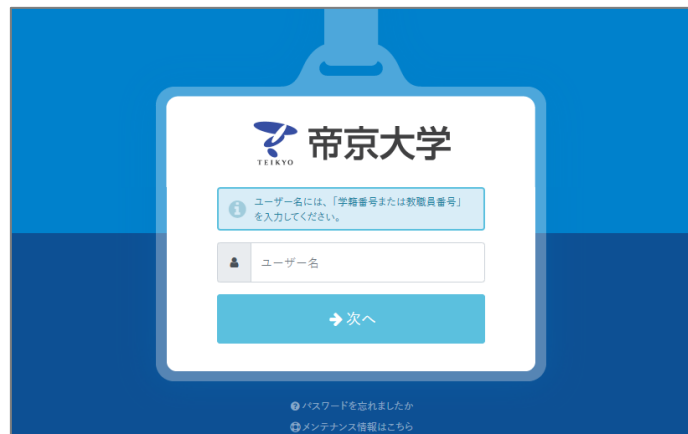 TEIKYO
帝京大学
ユーザー名には、「学籍番号または教職員番号」
を入力してください。
ユーザー名
次へ
パスワードを忘れましたか
メンテナンス情報はこちら